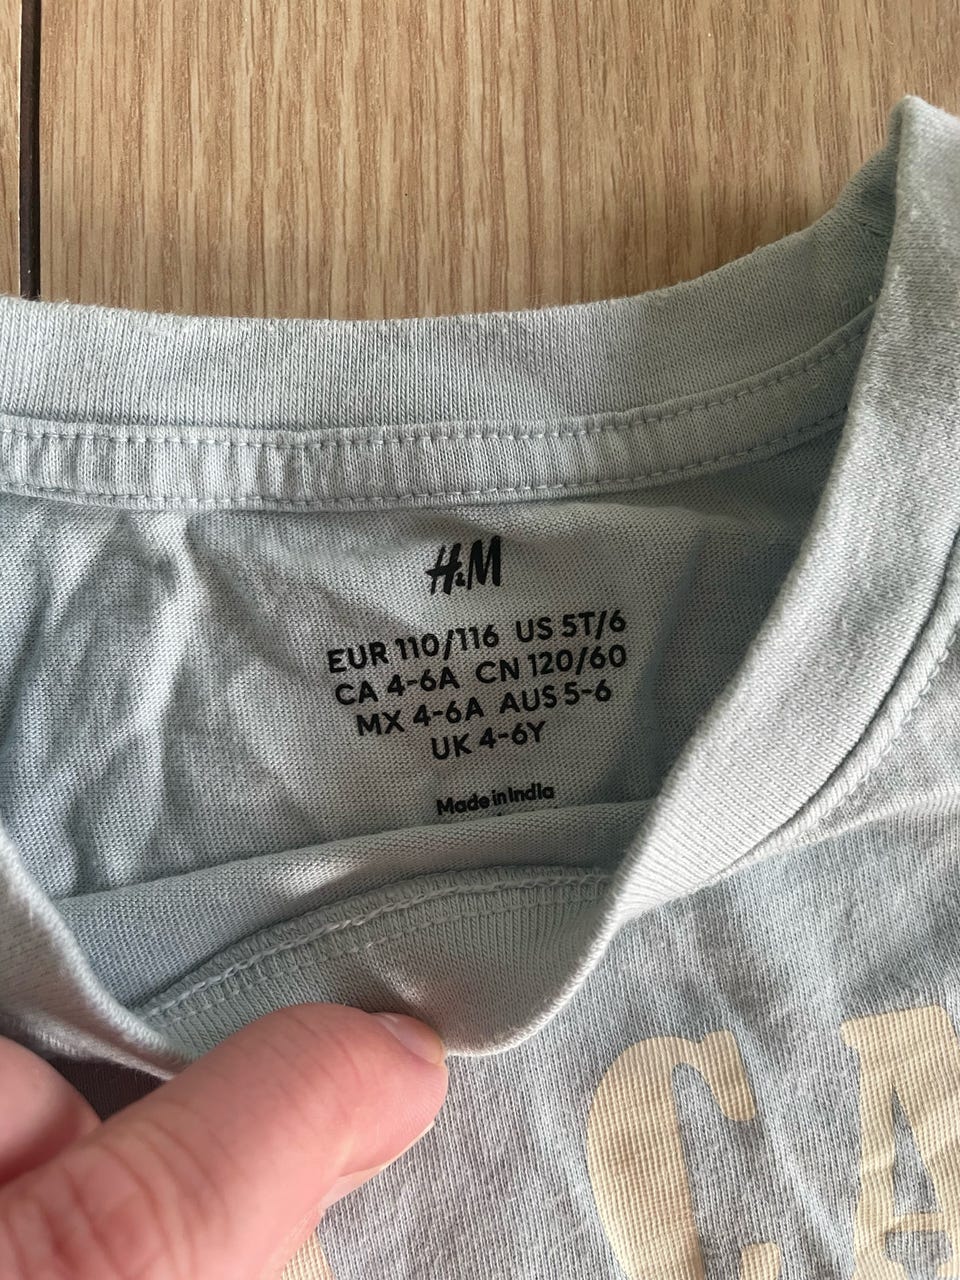 H&M
EUR 110/116 US 5T/6
CA 4-6A CN 120/60
MX 4-6A AUS 5-6
UK 4-6Y
Made in India
CA